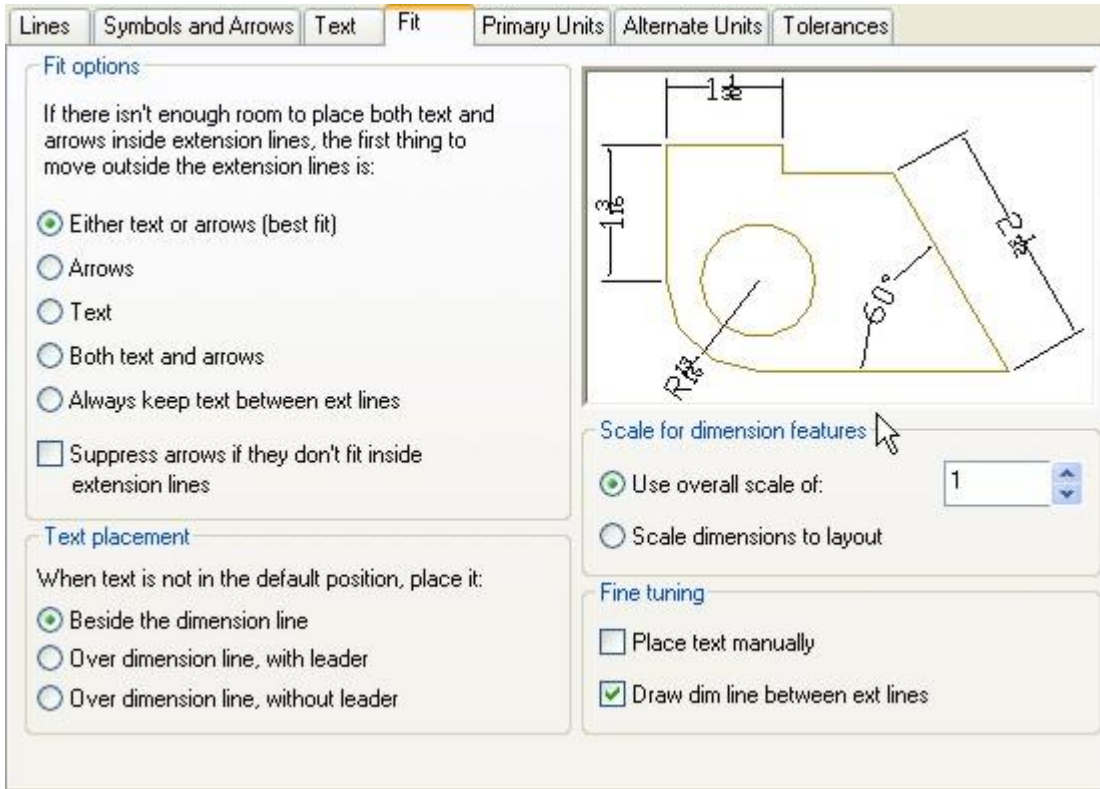 Lines
Symbols and Arrows
Text
Fit
Primary Units
Alternate Units
Tolerances
Fit options
If there isn't enough room to place both text and
arrows inside extension lines, the first thing to
move outside the extension lines is:
Either text or arrows (best fit)
Arrows
Text
Both text and arrows
Always keep text between ext lines
Suppress arrows if they don't fit inside
extension lines
Text placement
When text is not in the default position, place it:
Beside the dimension line
Over dimension line, with leader
Over dimension line, without leader
60°
Scale for dimension features
Use overall scale of:
1
Scale dimensions to layout
Fine tuning
Place text manually
Draw dim line between ext lines